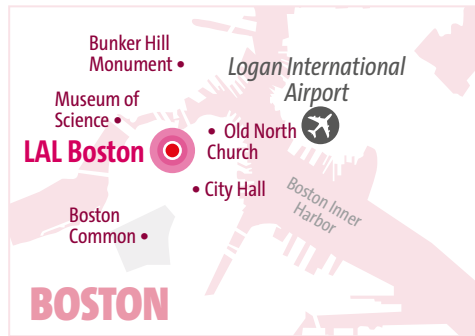 Bunker Hill
Monument •
Logan International
Airport
Museum of
Science •
LAL Boston
• Old North
Church
• City Hall
Boston Inner
Harbor
Boston
Common •
BOSTON